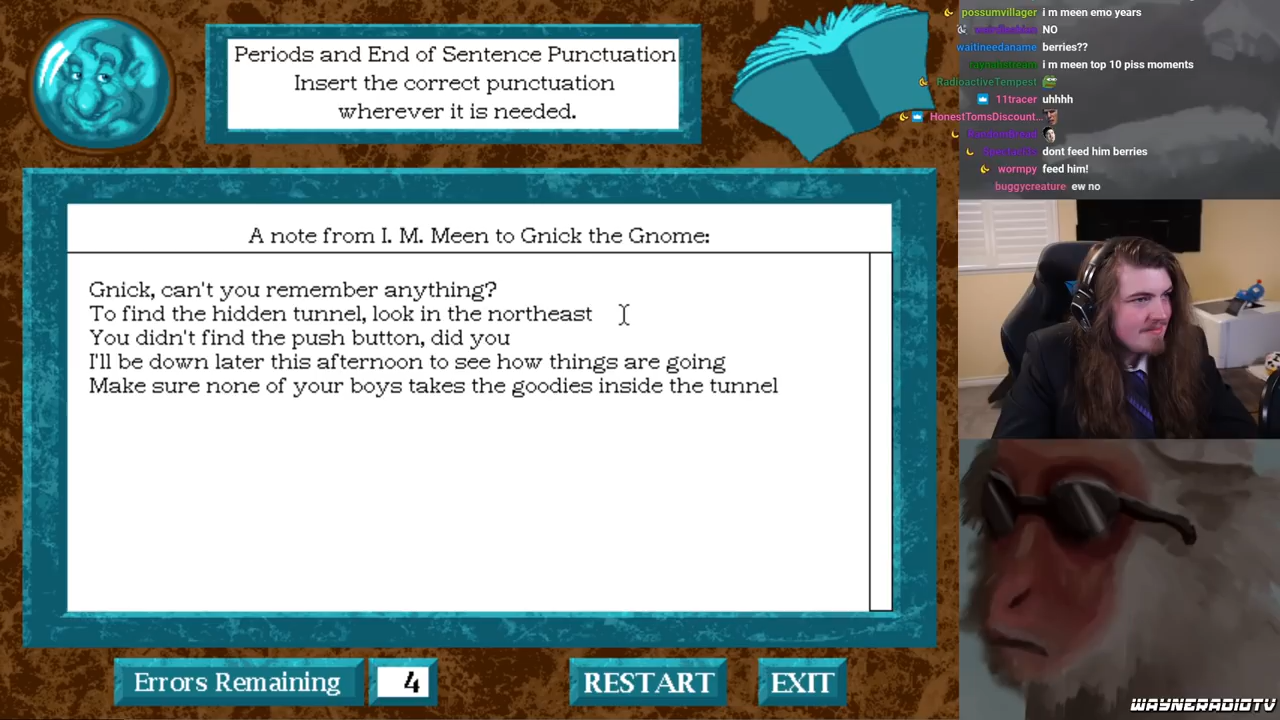 Periods and End of Sentence Punctuation
Insert the correct punctuation
wherever it is needed.
A note from I. M. Meen to Gnick the Gnome:
Gnick, can't you remember anything?
To find the hidden tunnel, look in the northeast
You didn't find the push button, did you
I'll be down later this afternoon to see how things are going
Make sure none of your boys takes the goodies inside the tunnel
Errors Remaining
4
RESTART
EXIT
possumvillager i m meen emo years
NO
waitineedaname berries??
i m meen top 10 piss moments
RadioactiveTempest
11tracer uhhhh
HonestTomsDiscount...
dont feed him berries
wormpy feed him!
buggycreature ew no
WAYNERADIOTV